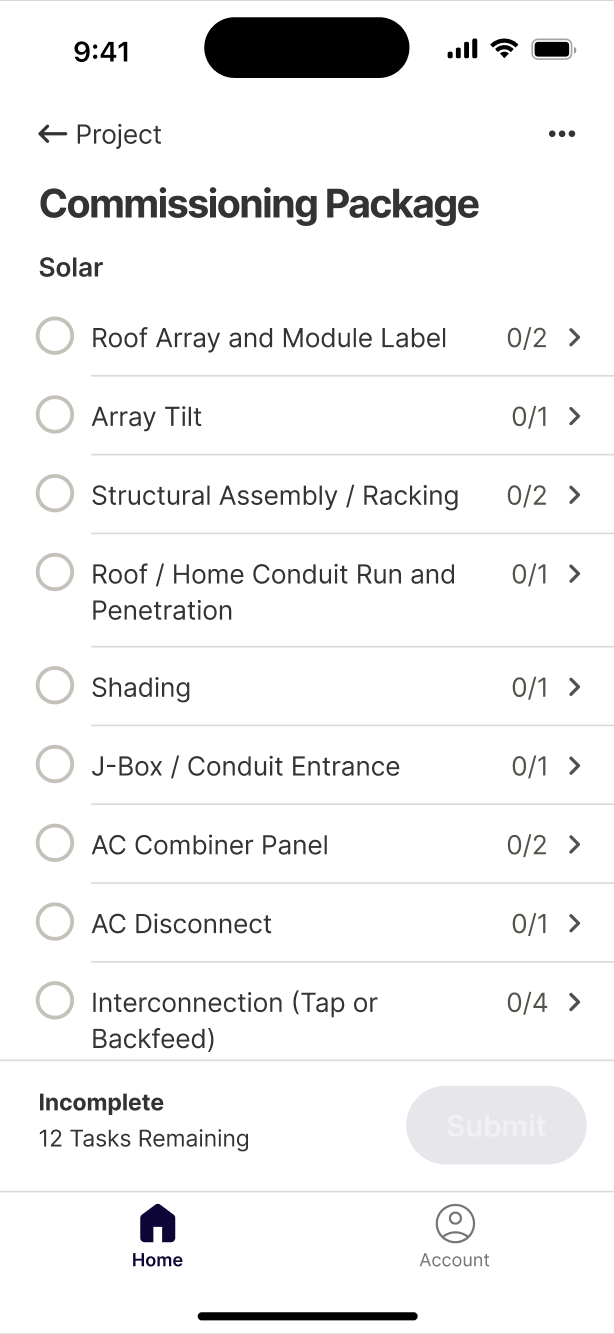 9:41
Project
Commissioning Package
Solar
Roof Array and Module Label 0/2
Array Tilt 0/1
Structural Assembly / Racking 0/2
Roof / Home Conduit Run and 0/1
Penetration
Shading 0/1
J-Box / Conduit Entrance 0/1
AC Combiner Panel 0/2
AC Disconnect 0/1
Interconnection (Tap or 0/4
Backfeed)
Incomplete
12 Tasks Remaining
Submit
Home Account